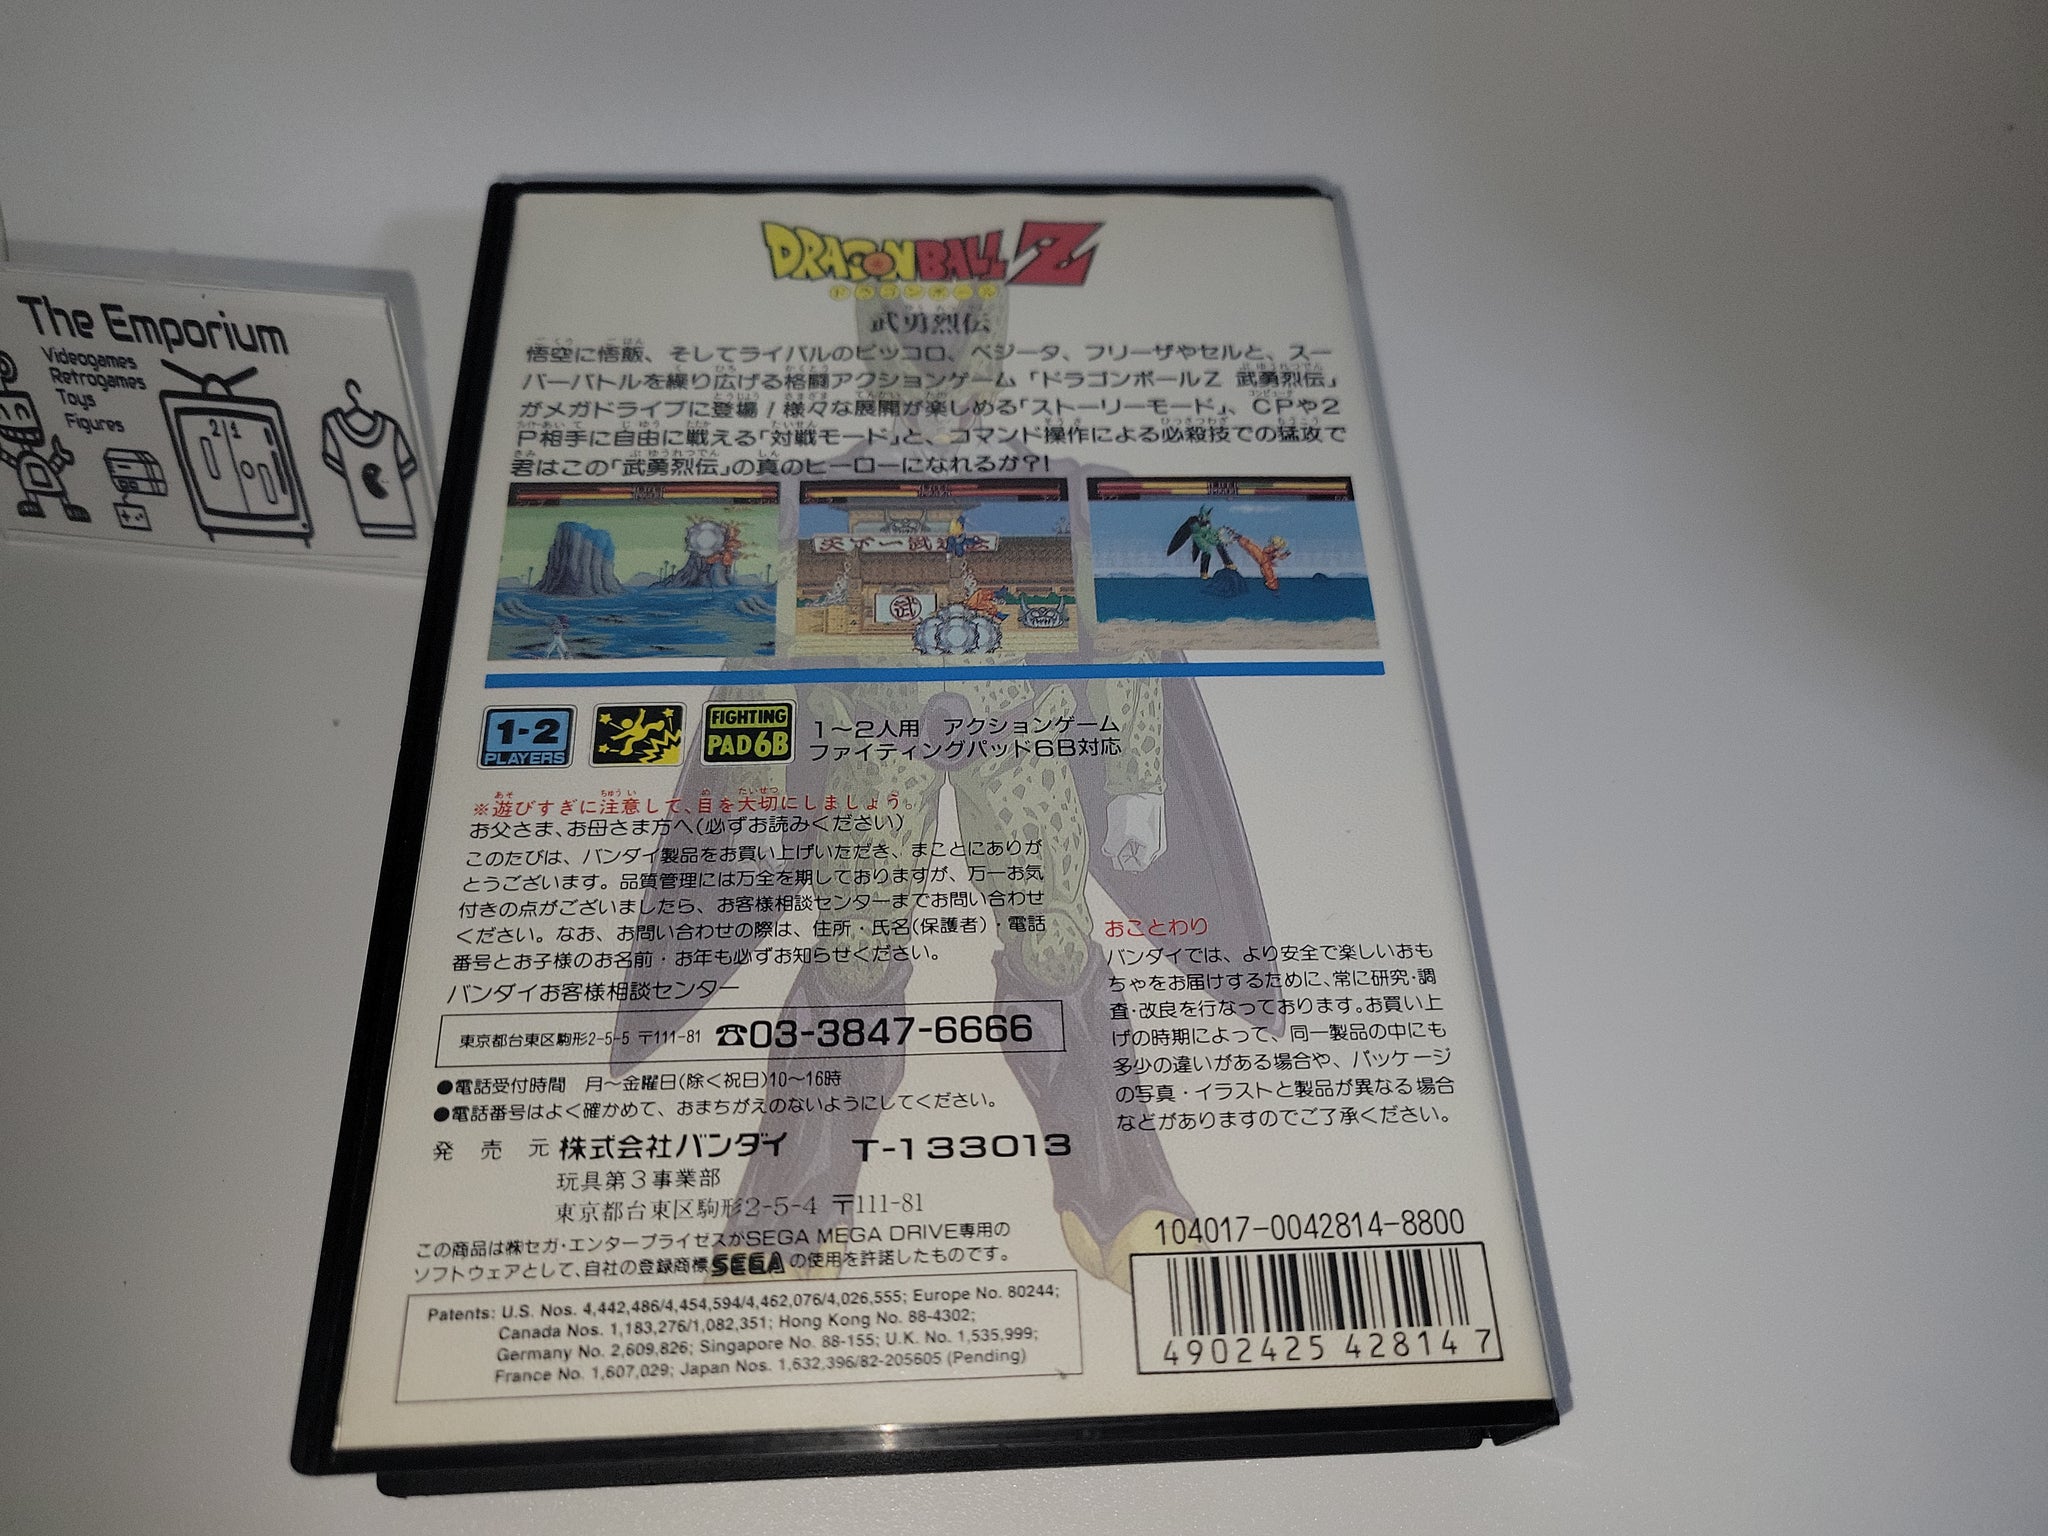 The Emporium
Videogames
Retrogames
Toys
Figures
DRAGON BALL Z
ドラゴンボール
武勇烈伝
悟空に悟飯、そしてライバルのピッコロ、ベジータ、フリーザやセルと、スー
パーバトルを繰り広げる格闘アクションゲーム「ドラゴンボールZ 武勇烈伝」
がメガドライブに登場！様々な展開が楽しめる「ストーリーモード」、CPや2
P相手に自由に戦える「対戦モード」と、コマンド操作による必殺技での猛攻で
君はこの「武勇烈伝」の真のヒーローになれるか?!
天下一武道会
武
1-2
PLAYERS
FIGHTING
PAD 6B
1〜2人用 アクションゲーム
ファイティングパッド6B対応
※遊びすぎに注意して、目を大切にしましょう。
お父さま、お母さま方へ(必ずお読みください)
このたびは、バンダイ製品をお買い上げいただき、まことにありが
とうございます。品質管理には万全を期しておりますが、万一お気
付きの点がございましたら、お客様相談センターまでお問い合わせ
ください。なお、お問い合わせの際は、住所・氏名(保護者)・電話
番号とお子様のお名前・お年も必ずお知らせください。
バンダイお客様相談センター
東京都台東区駒形2-5-5 〒111-81 ☎03-3847-6666
●電話受付時間 月〜金曜日(除く祝日)10〜16時
●電話番号はよく確かめて、おまちがえのないようにしてください。
発売元 株式会社バンダイ T-133013
玩具第3事業部
東京都台東区駒形2-5-4 〒111-81
この商品は㈱セガ・エンタープライゼスがSEGA MEGA DRIVE専用の
ソフトウェアとして、自社の登録商標SEGAの使用を許諾したものです。
Patents: U.S. Nos. 4,442,486/4,454,594/4,462,076/4,026,555; Europe No. 80244;
Canada Nos. 1,183,276/1,082,351; Hong Kong No. 88-4302;
Germany No. 2,609,826; Singapore No. 88-155; U.K. No. 1,535,999;
France No. 1,607,029; Japan Nos. 1,632,396/82-205605 (Pending)
おことわり
バンダイでは、より安全で楽しいおも
ちゃをお届けするために、常に研究・調
査・改良を行なっております。お買い上
げの時期によって、同一製品の中にも
多少の違いがある場合や、パッケージ
の写真・イラストと製品が異なる場合
などがありますのでご了承ください。
104017-0042814-8800
4902425 428147